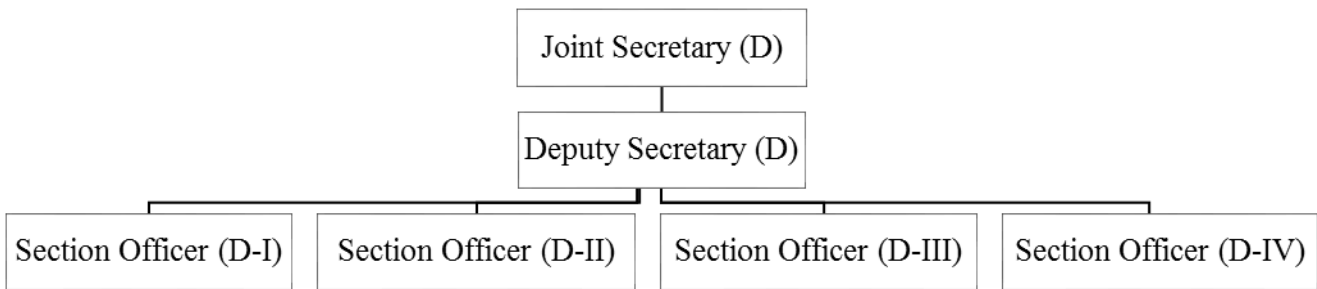 Joint Secretary (D)
Deputy Secretary (D)
Section Officer (D-I)
Section Officer (D-II)
Section Officer (D-III)
Section Officer (D-IV)